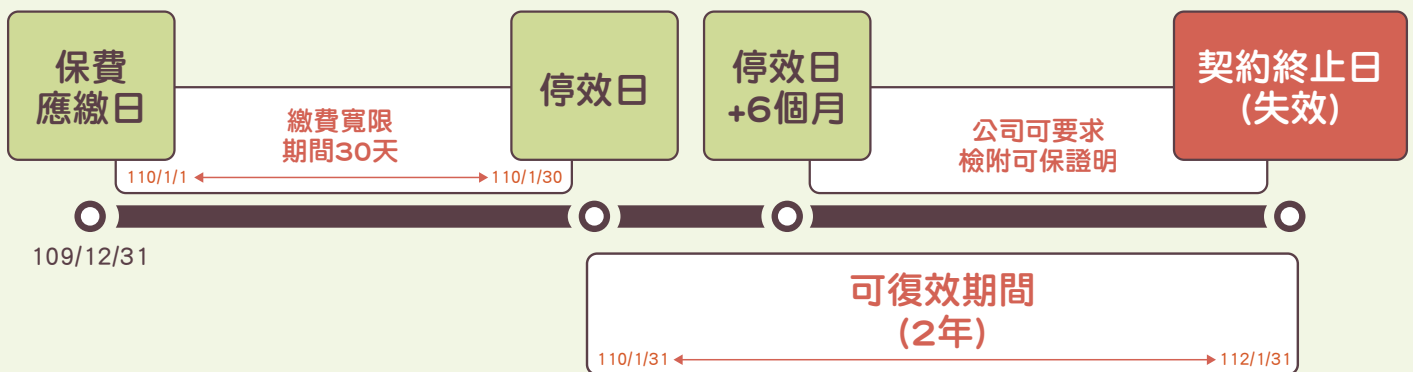 保費
應繳日
繳費寬限
期間30天
110/1/1
110/1/30
停效日
停效日
+6個月
公司可要求
檢附可保證明
契約終止日
(失效)
109/12/31
可復效期間
(2年)
110/1/31
112/1/31